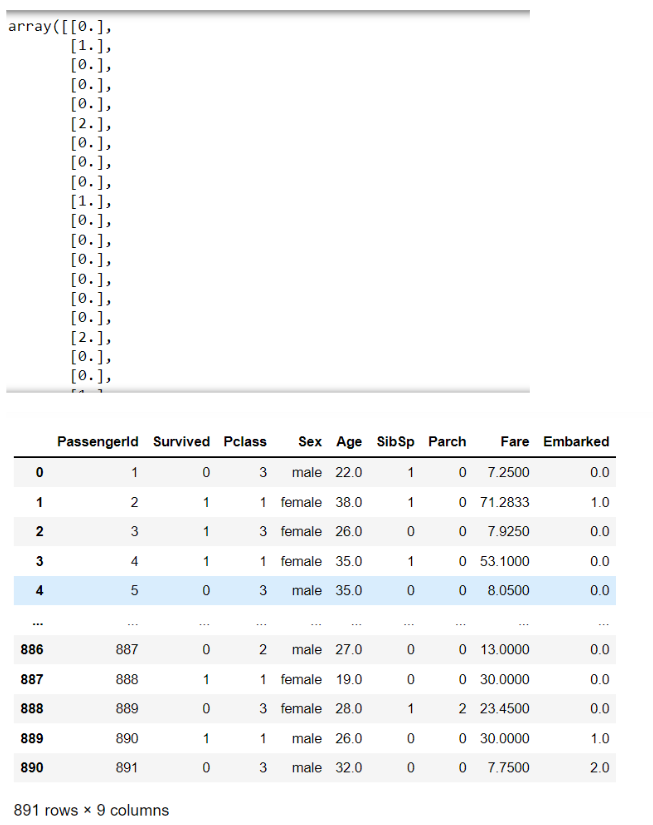 array([[0.],
[1.],
[0.],
[0.],
[0.],
[2.],
[0.],
[0.],
[0.],
[1.],
[0.],
[0.],
[0.],
[0.],
[0.],
[0.],
[2.],
[0.],
[0.],
PassengerId Survived Pclass Sex Age SibSp Parch Fare Embarked
0 1 0 3 male 22.0 1 0 7.2500 0.0
1 2 1 1 female 38.0 1 0 71.2833 1.0
2 3 1 3 female 26.0 0 0 7.9250 0.0
3 4 1 1 female 35.0 1 0 53.1000 0.0
4 5 0 3 male 35.0 0 0 8.0500 0.0
... ... ... ... ... ... ... ... ... ...
886 887 0 2 male 27.0 0 0 13.0000 0.0
887 888 1 1 female 19.0 0 0 30.0000 0.0
888 889 0 3 female 28.0 1 2 23.4500 0.0
889 890 1 1 male 26.0 0 0 30.0000 1.0
890 891 0 3 male 32.0 0 0 7.7500 2.0
891 rows × 9 columns